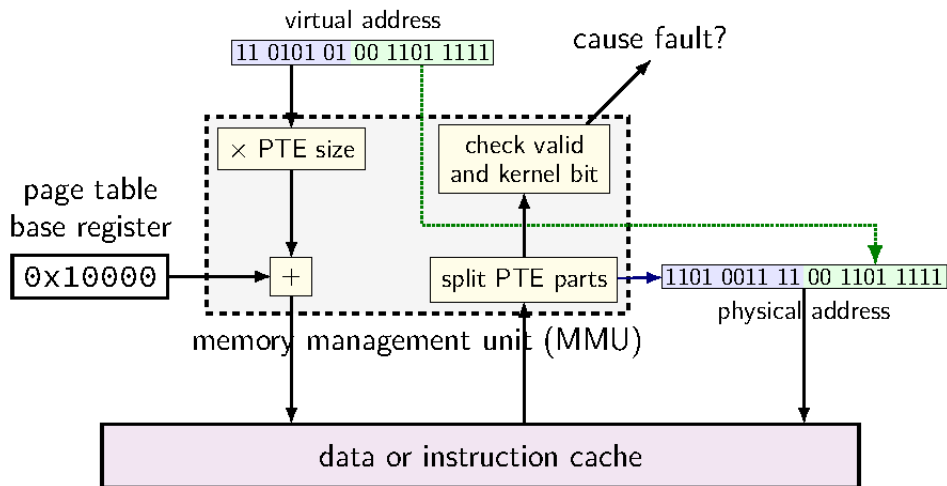 virtual address
11 0101 01 00 1101 1111
cause fault?
× PTE size
check valid
and kernel bit
page table
base register
0x10000
+
split PTE parts
1101 0011 11 00 1101 1111
physical address
memory management unit (MMU)
data or instruction cache